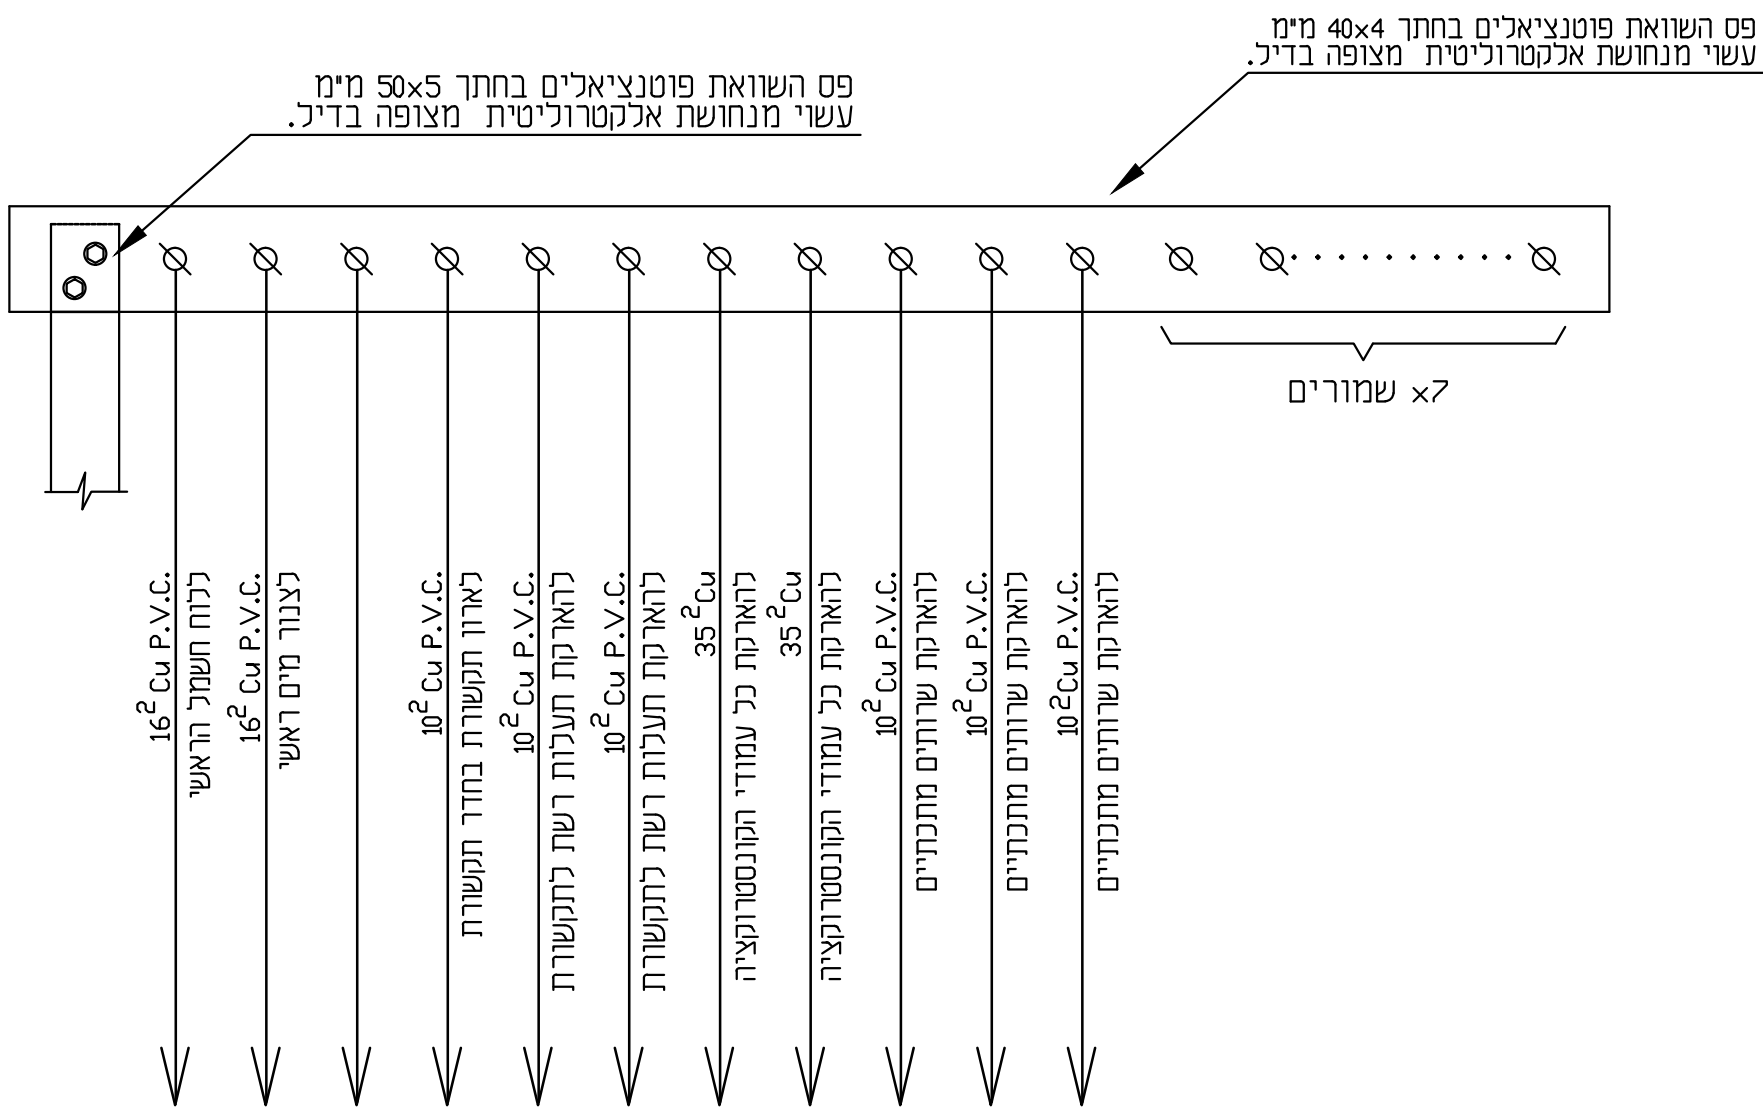 פס השוואת פוטנציאלים בחתך 40x4 מ"מ
עשוי מנחושת אלקטרוליטית מצופה בדיל.
פס השוואת פוטנציאלים בחתך 50x5 מ"מ
עשוי מנחושת אלקטרוליטית מצופה בדיל.
7x שמורים
16² Cu P.V.C.
ללוח חשמל הראשי
16² Cu P.V.C.
לצנור מים ראשי
10² Cu P.V.C.
לארון תקשורת בחדר תקשורת
10² Cu P.V.C.
להארקת תעלות רשת לתקשורת
10² Cu P.V.C.
להארקת תעלות רשת לתקשורת
35² Cu
להארקת כל עמודי הקונסטרוקציה
35² Cu
להארקת כל עמודי הקונסטרוקציה
10² Cu P.V.C.
להארקת שרותים מתכתיים
10² Cu P.V.C.
להארקת שרותים מתכתיים
10² Cu P.V.C.
להארקת שרותים מתכתיים